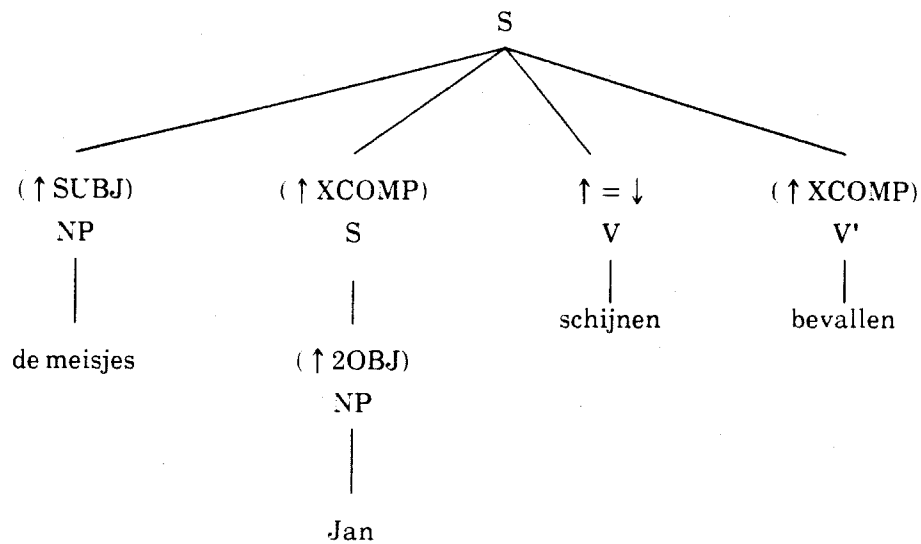 S
(↑SUBJ) (↑XCOMP) ↑=↓ (↑XCOMP)
NP S V V'
schijnen bevallen
de meisjes (↑2OBJ)
NP
Jan